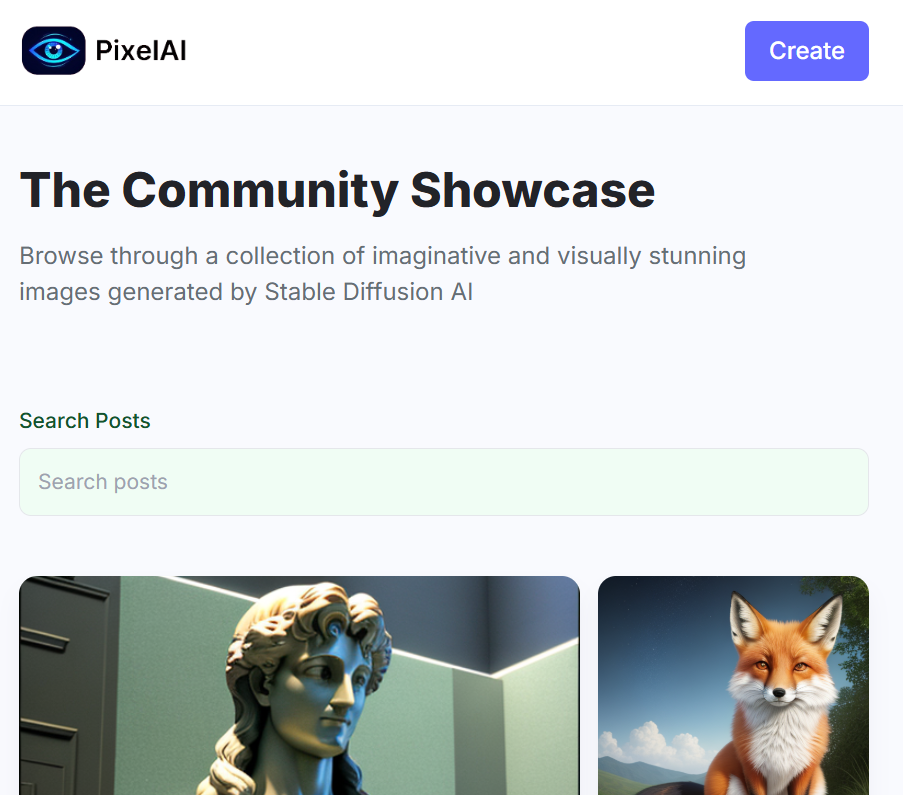 PixelAI
Create
The Community Showcase
Browse through a collection of imaginative and visually stunning
images generated by Stable Diffusion AI
Search Posts
Search posts